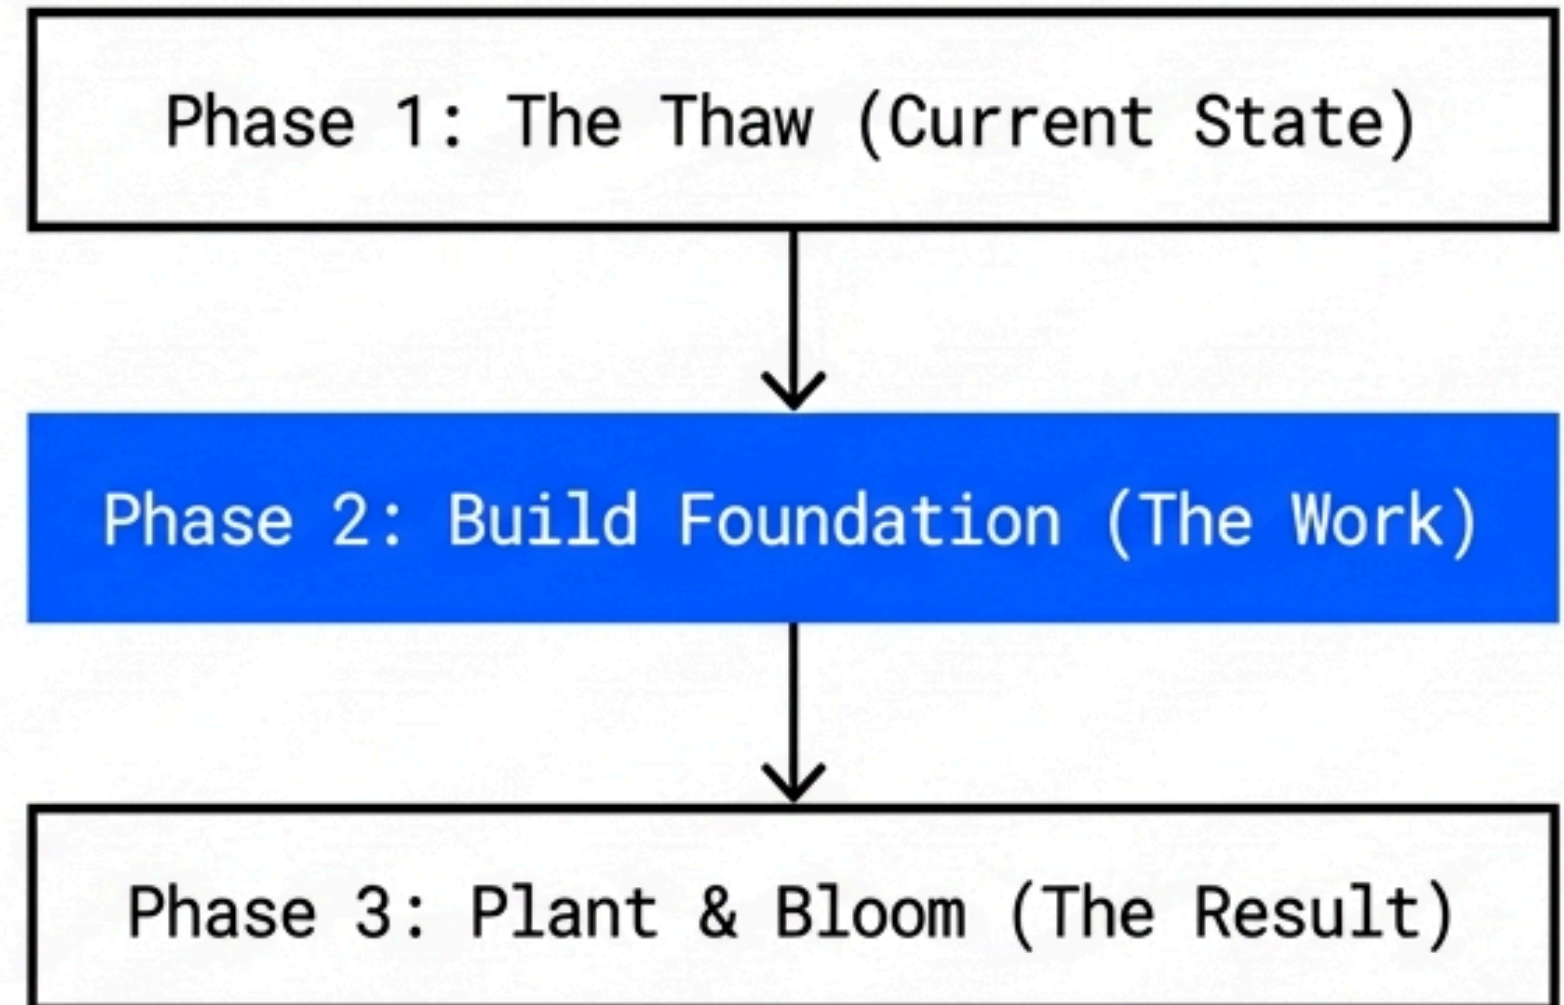 Phase 1: The Thaw (Current State)
Phase 2: Build Foundation (The Work)
Phase 3: Plant & Bloom (The Result)